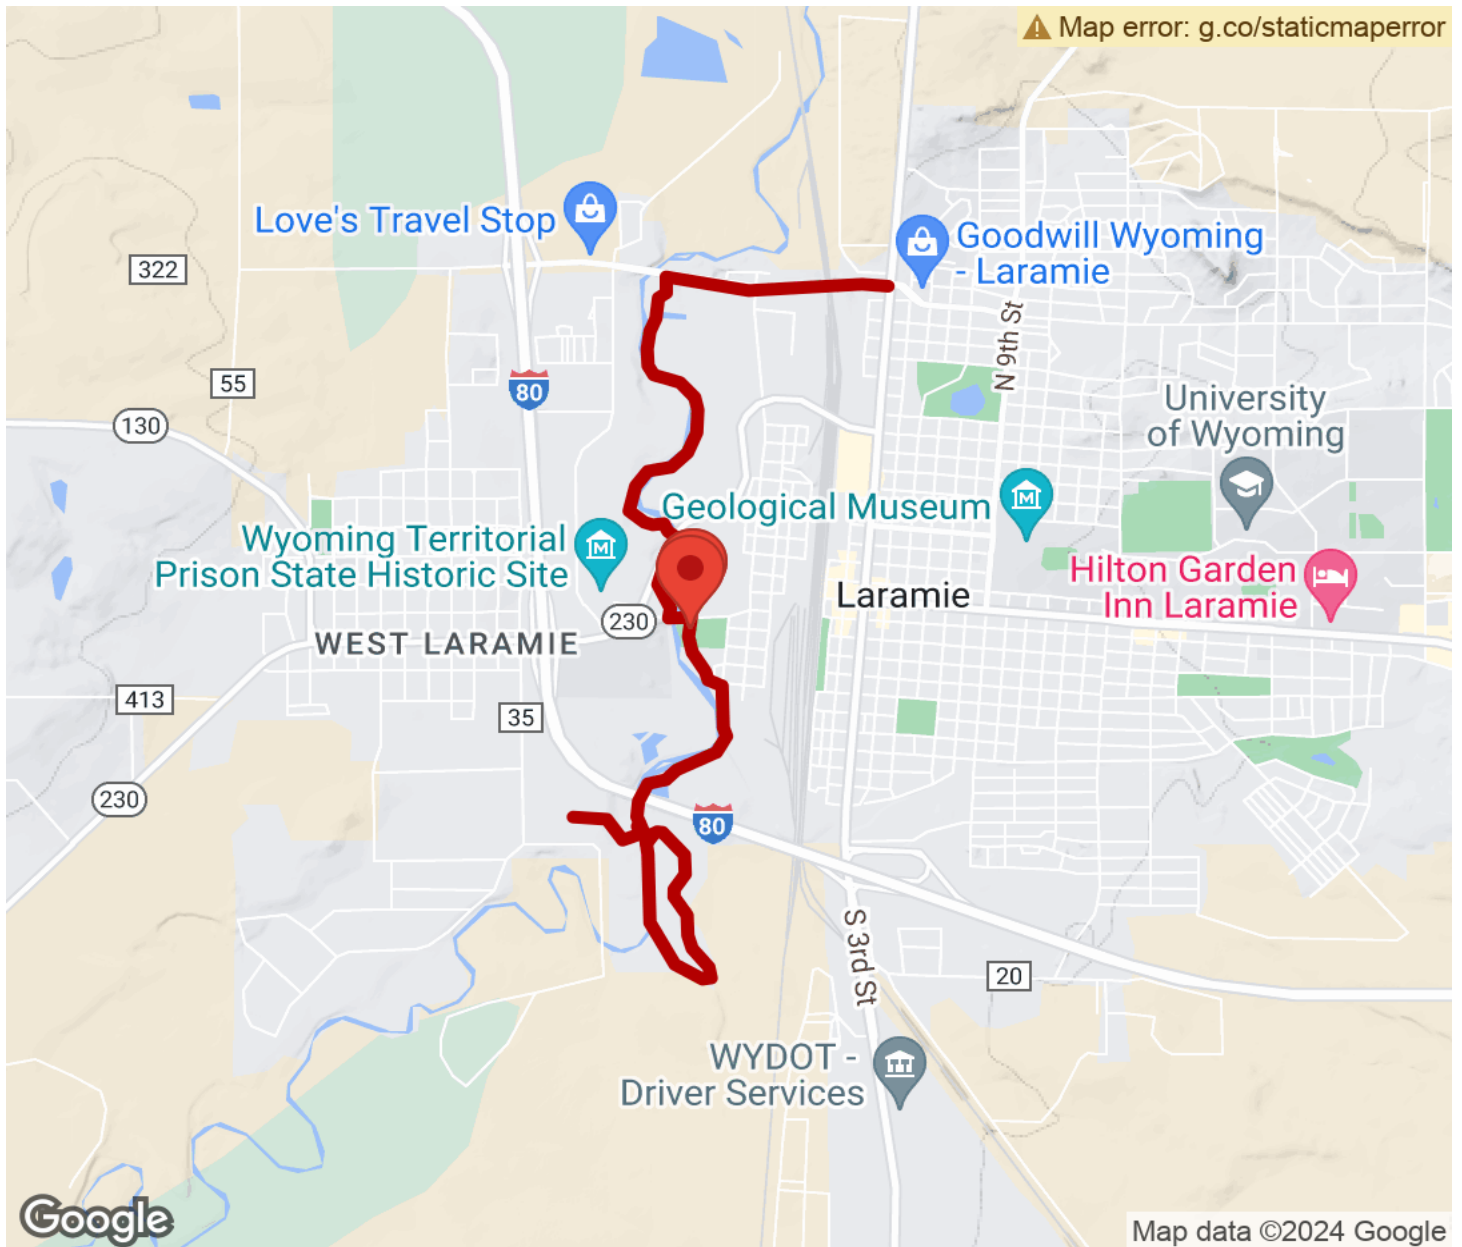 Map error: g.co/staticmaperror
Love's Travel Stop
Goodwill Wyoming
- Laramie
322
N 9th St
55
80
University
of Wyoming
130
Geological Museum
Wyoming Territorial
Prison State Historic Site
Hilton Garden
Inn Laramie
Laramie
230
WEST LARAMIE
413
35
230
80
S 3rd St
20
WYDOT -
Driver Services
Google
Map data ©2024 Google